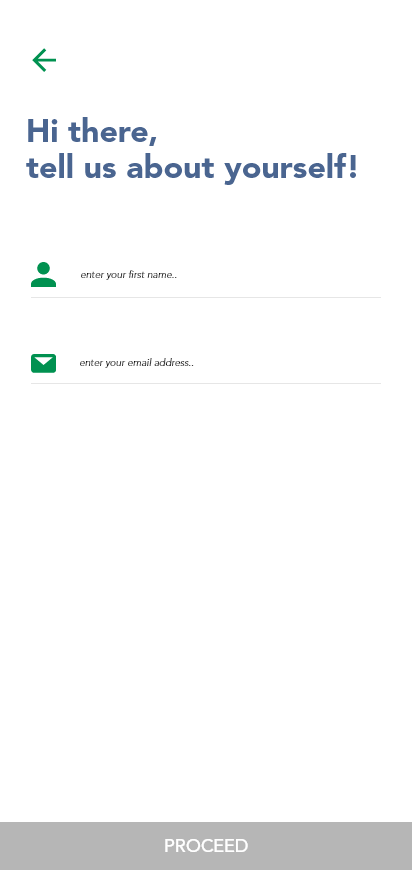 Hi there,
tell us about yourself!
enter your first name..
enter your email address..
PROCEED